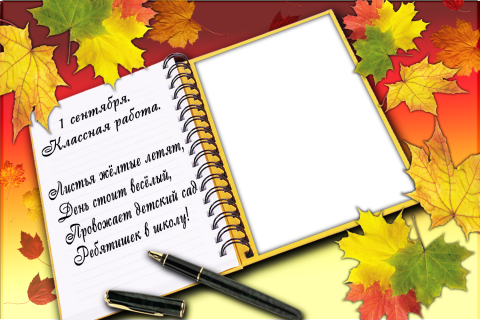 1 сентября.
Классная работа.
Листья жёлтые летят,
День стоит весёлый,
Провожает детский сад
Ребятишек в школу!